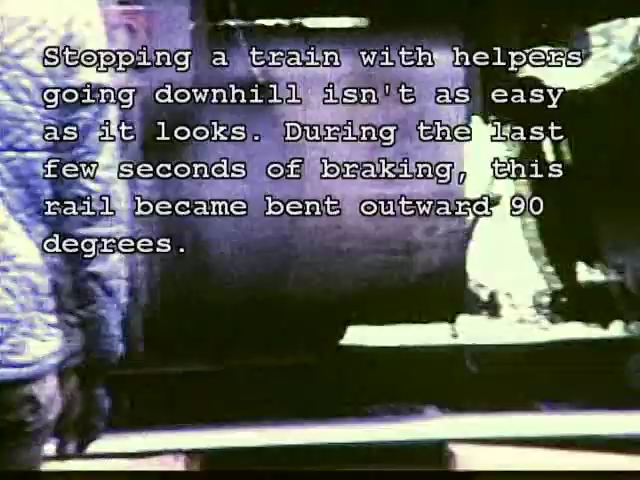 Stopping a train with helpers
going downhill isn't as easy
as it looks. During the last
few seconds of braking, this
rail became bent outward 90
degrees.